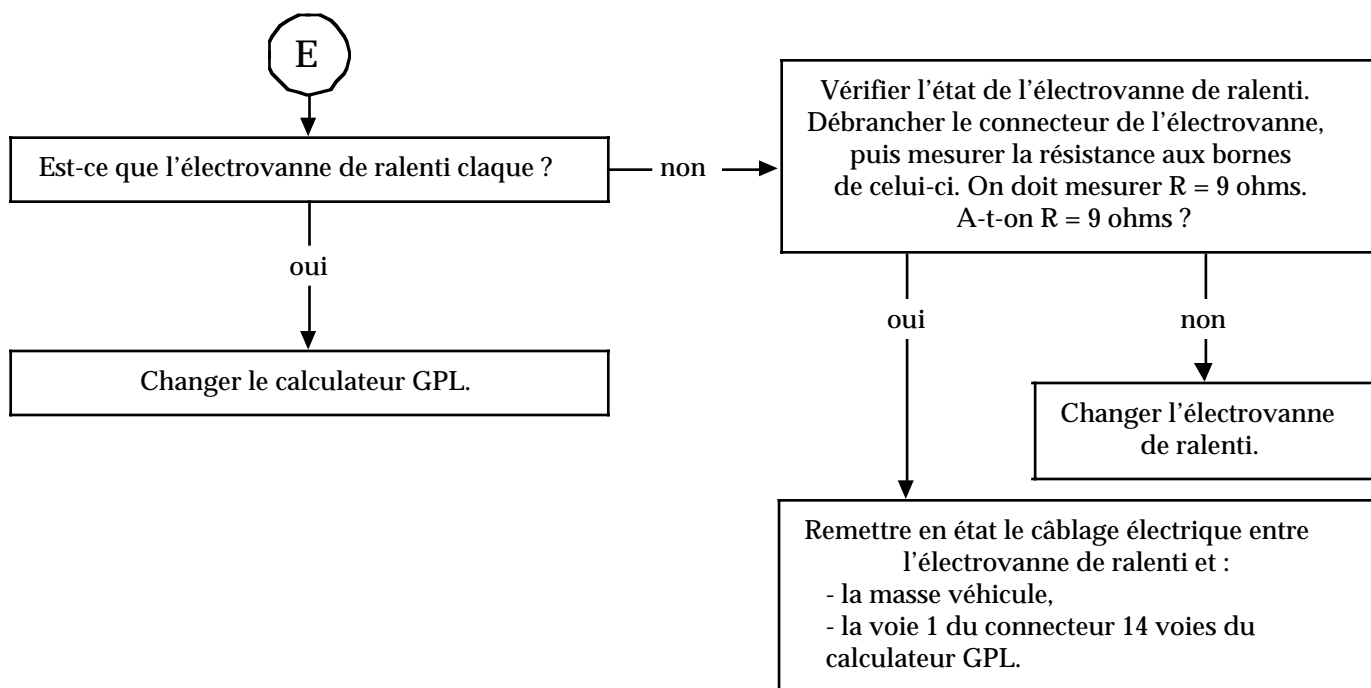 E
Est-ce que l’électrovanne de ralenti claque ?
non
Vérifier l’état de l’électrovanne de ralenti.
Débrancher le connecteur de l’électrovanne,
puis mesurer la résistance aux bornes
de celui-ci. On doit mesurer R = 9 ohms.
A-t-on R = 9 ohms ?
oui
Changer le calculateur GPL.
oui
non
Changer l’électrovanne
de ralenti.
Remettre en état le câblage électrique entre
l’électrovanne de ralenti et :
- la masse véhicule,
- la voie 1 du connecteur 14 voies du
calculateur GPL.